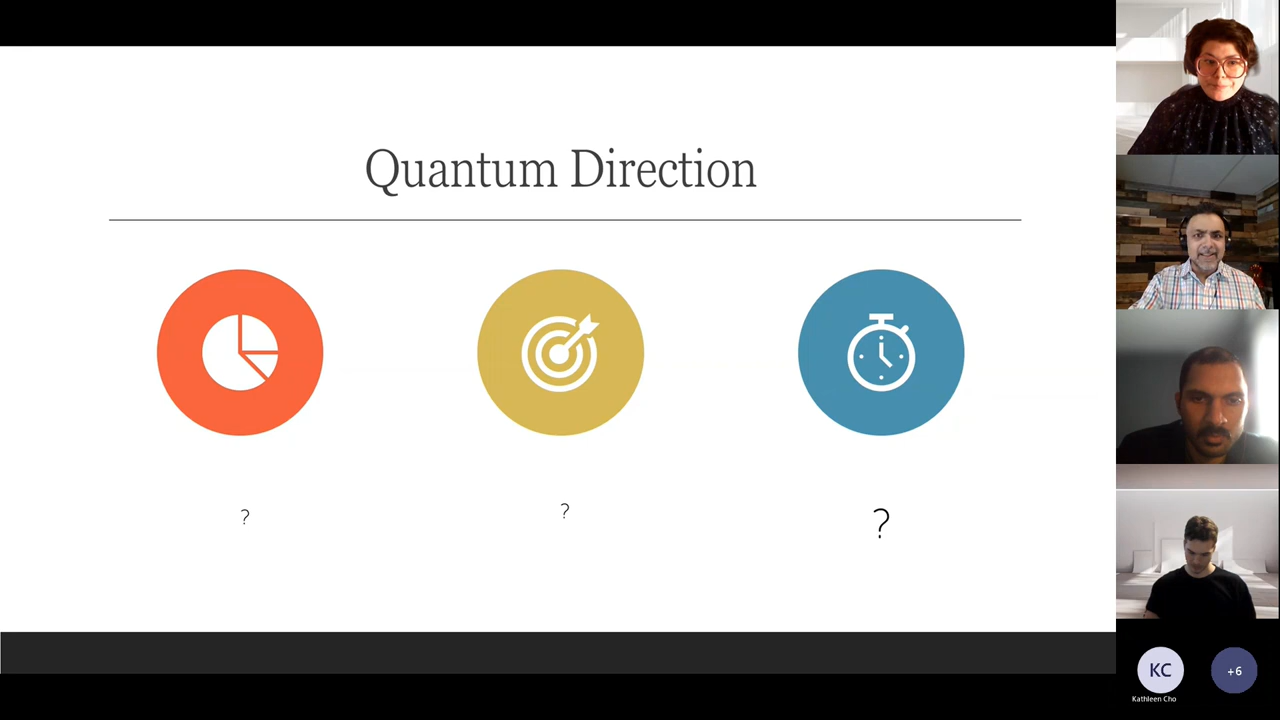 Quantum Direction
?
?
?
KC
+6
Kathleen Cho